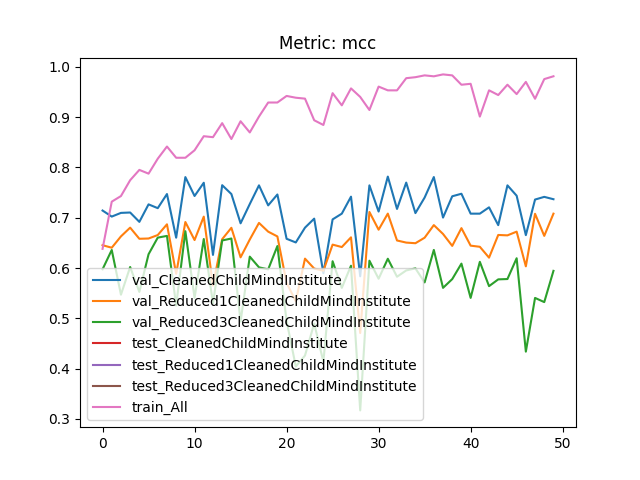 Metric: mcc
1.0
0.9
0.8
0.7
0.6
0.5
0.4
0.3
val_CleanedChildMindInstitute
val_Reduced1CleanedChildMindInstitute
val_Reduced3CleanedChildMindInstitute
test_CleanedChildMindInstitute
test_Reduced1CleanedChildMindInstitute
test_Reduced3CleanedChildMindInstitute
train_All
0 10 20 30 40 50